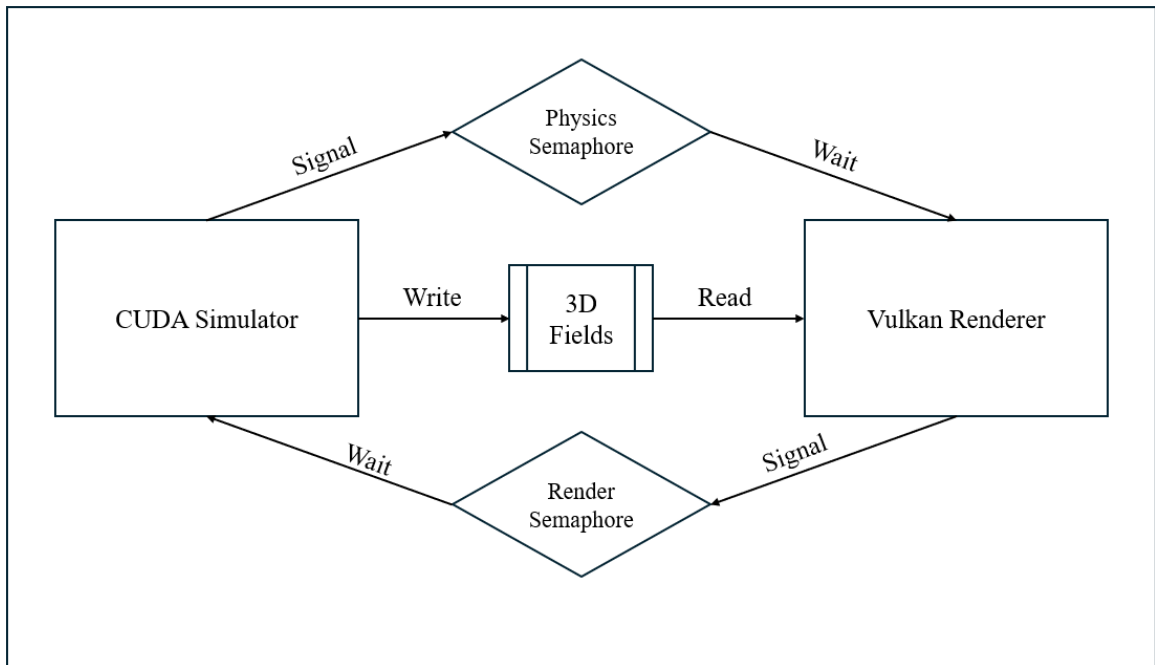 Physics
Semaphore
Signal
Wait
CUDA Simulator
Write
3D
Fields
Read
Vulkan Renderer
Wait
Signal
Render
Semaphore